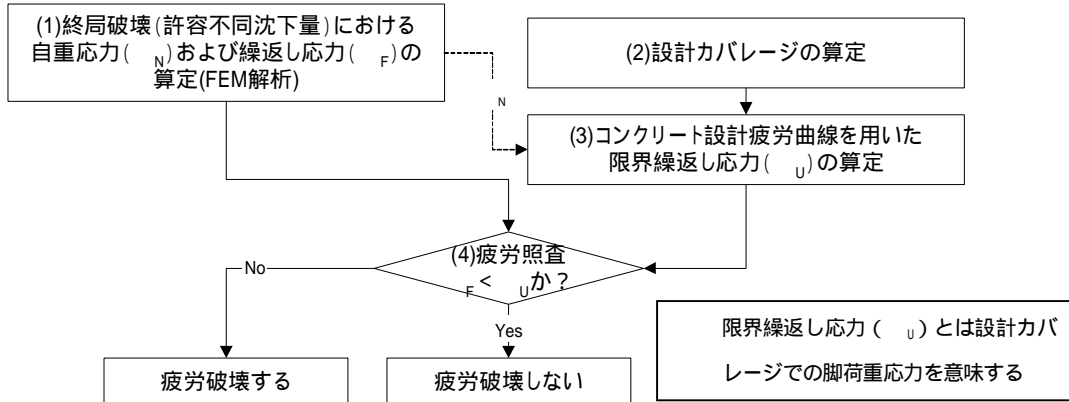 (1)終局破壊(許容不同沈下量)における
自重応力( N)および繰返し応力( F)の
算定(FEM解析)
(2)設計カバレージの算定
N
(3)コンクリート設計疲労曲線を用いた
限界繰返し応力( U)の算定
(4)疲労照査
F < Uか?
No
Yes
疲労破壊する
疲労破壊しない
限界繰返し応力( U)とは設計カバ
レージでの脚荷重応力を意味する